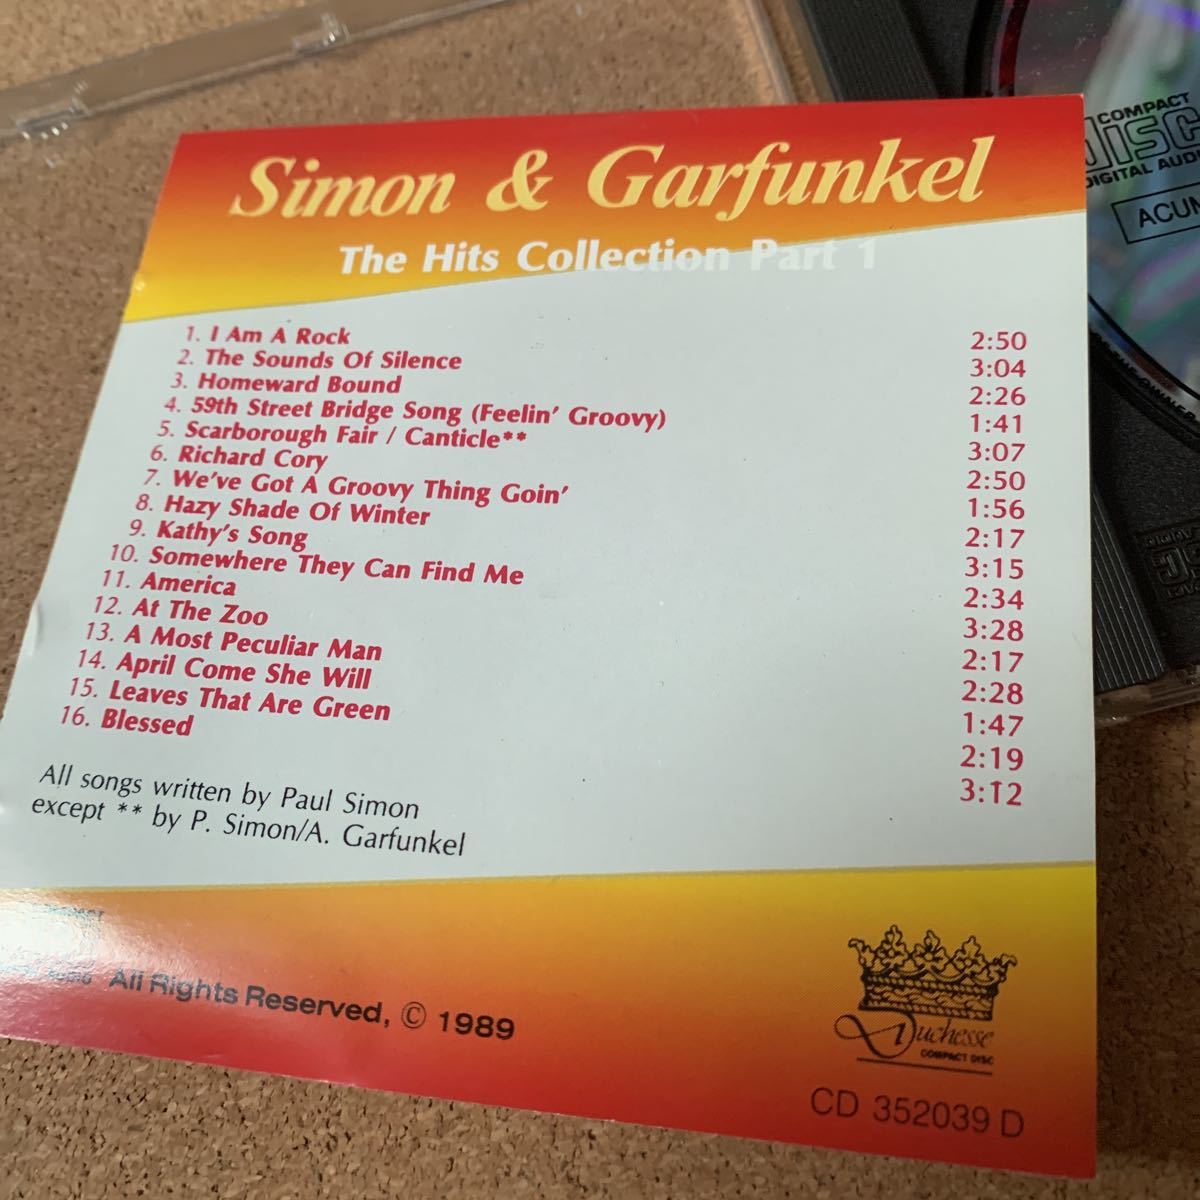 Simon & Garfunkel
The Hits Collection Part 1
1. I Am A Rock 2:50
2. The Sounds Of Silence 3:04
3. Homeward Bound 2:26
4. 59th Street Bridge Song (Feelin' Groovy) 1:41
5. Scarborough Fair / Canticle** 3:07
6. Richard Cory 2:50
7. We've Got A Groovy Thing Goin' 1:56
8. Hazy Shade Of Winter 2:17
9. Kathy's Song 3:15
10. Somewhere They Can Find Me 2:34
11. America 3:28
12. At The Zoo 2:17
13. A Most Peculiar Man 2:28
14. April Come She Will 1:47
15. Leaves That Are Green 2:19
16. Blessed 3:12
All songs written by Paul Simon
except ** by P. Simon/A. Garfunkel
All Rights Reserved, © 1989
Duchesse
COMPACT DISC
CD 352039 D
COMPACT
disc
DIGITAL AUDIO